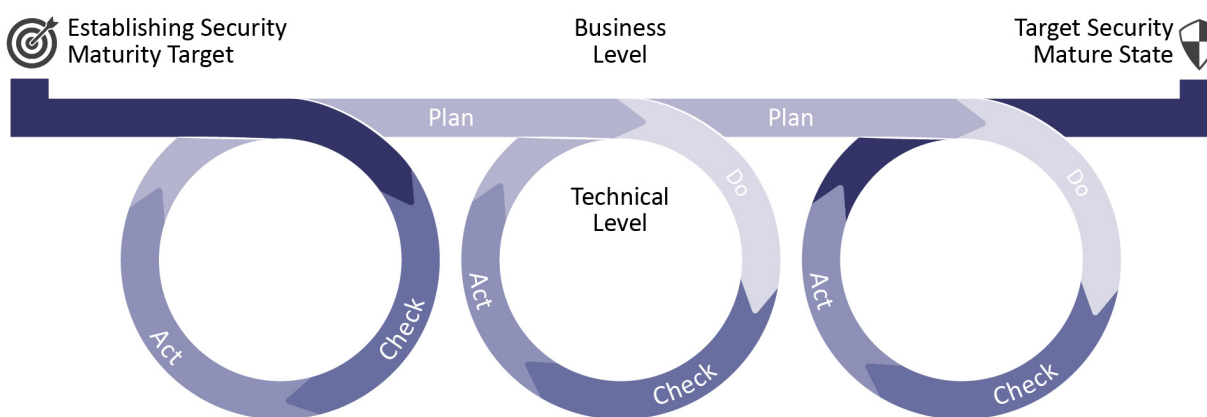 Establishing Security
Maturity Target
Business
Level
Target Security
Mature State
Plan
Plan
Do
Do
Technical
Level
Act
Check
Act
Check
Act
Check